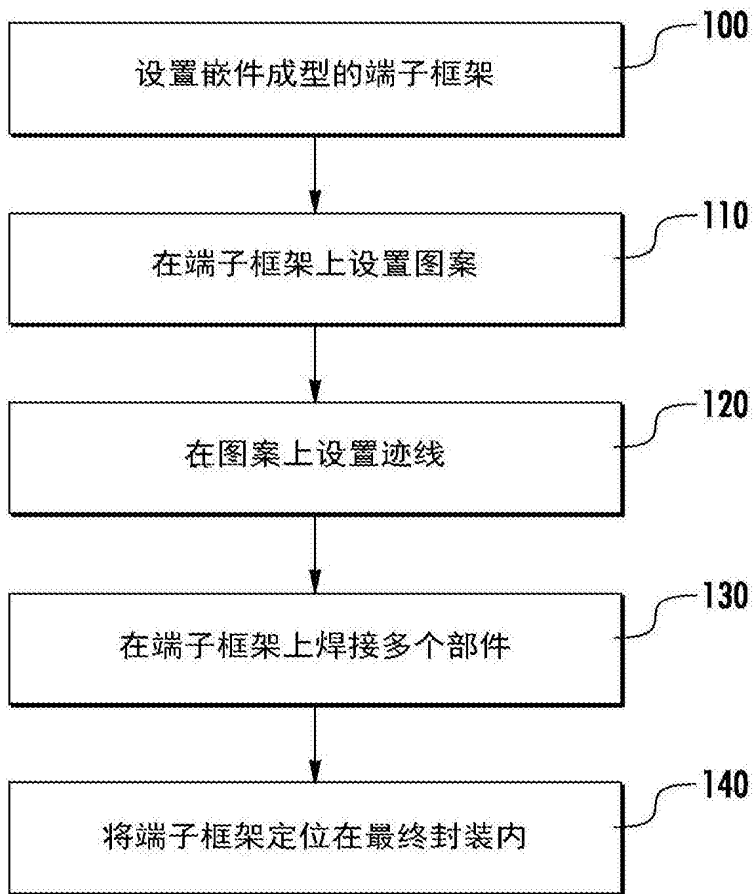 100
设置嵌件成型的端子框架
110
在端子框架上设置图案
120
在图案上设置迹线
130
在端子框架上焊接多个部件
140
将端子框架定位在最终封装内